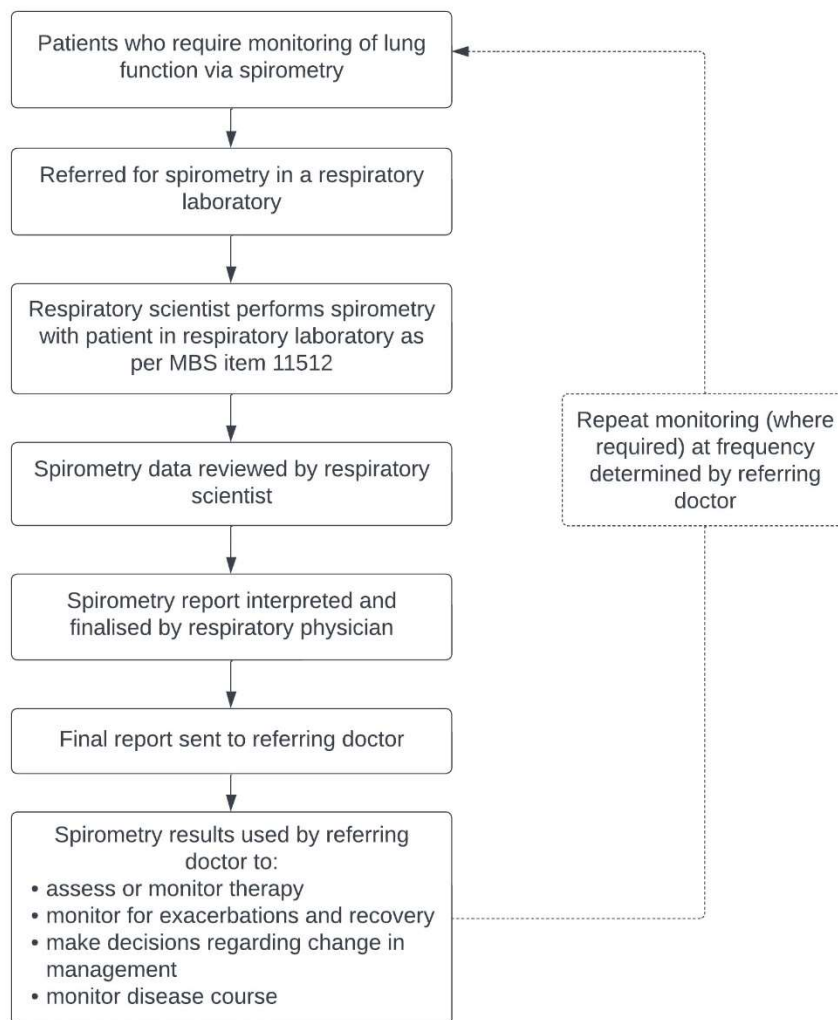 Patients who require monitoring of lung
function via spirometry
Referred for spirometry in a respiratory
laboratory
Respiratory scientist performs spirometry
with patient in respiratory laboratory as
per MBS item 11512
Spirometry data reviewed by respiratory
scientist
Spirometry report interpreted and
finalised by respiratory physician
Final report sent to referring doctor
Spirometry results used by referring
doctor to:
• assess or monitor therapy
• monitor for exacerbations and recovery
• make decisions regarding change in
management
• monitor disease course
Repeat monitoring (where
required) at frequency
determined by referring
doctor